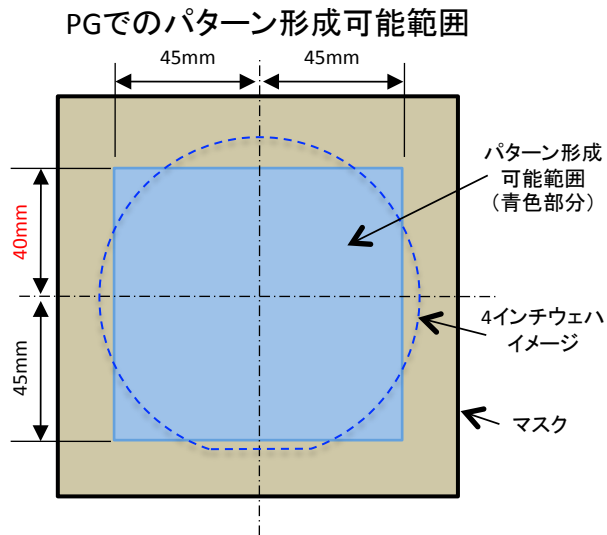 PGでのパターン形成可能範囲
45mm
45mm
パターン形成
可能範囲
（青色部分）
40mm
45mm
4インチウェハ
イメージ
マスク